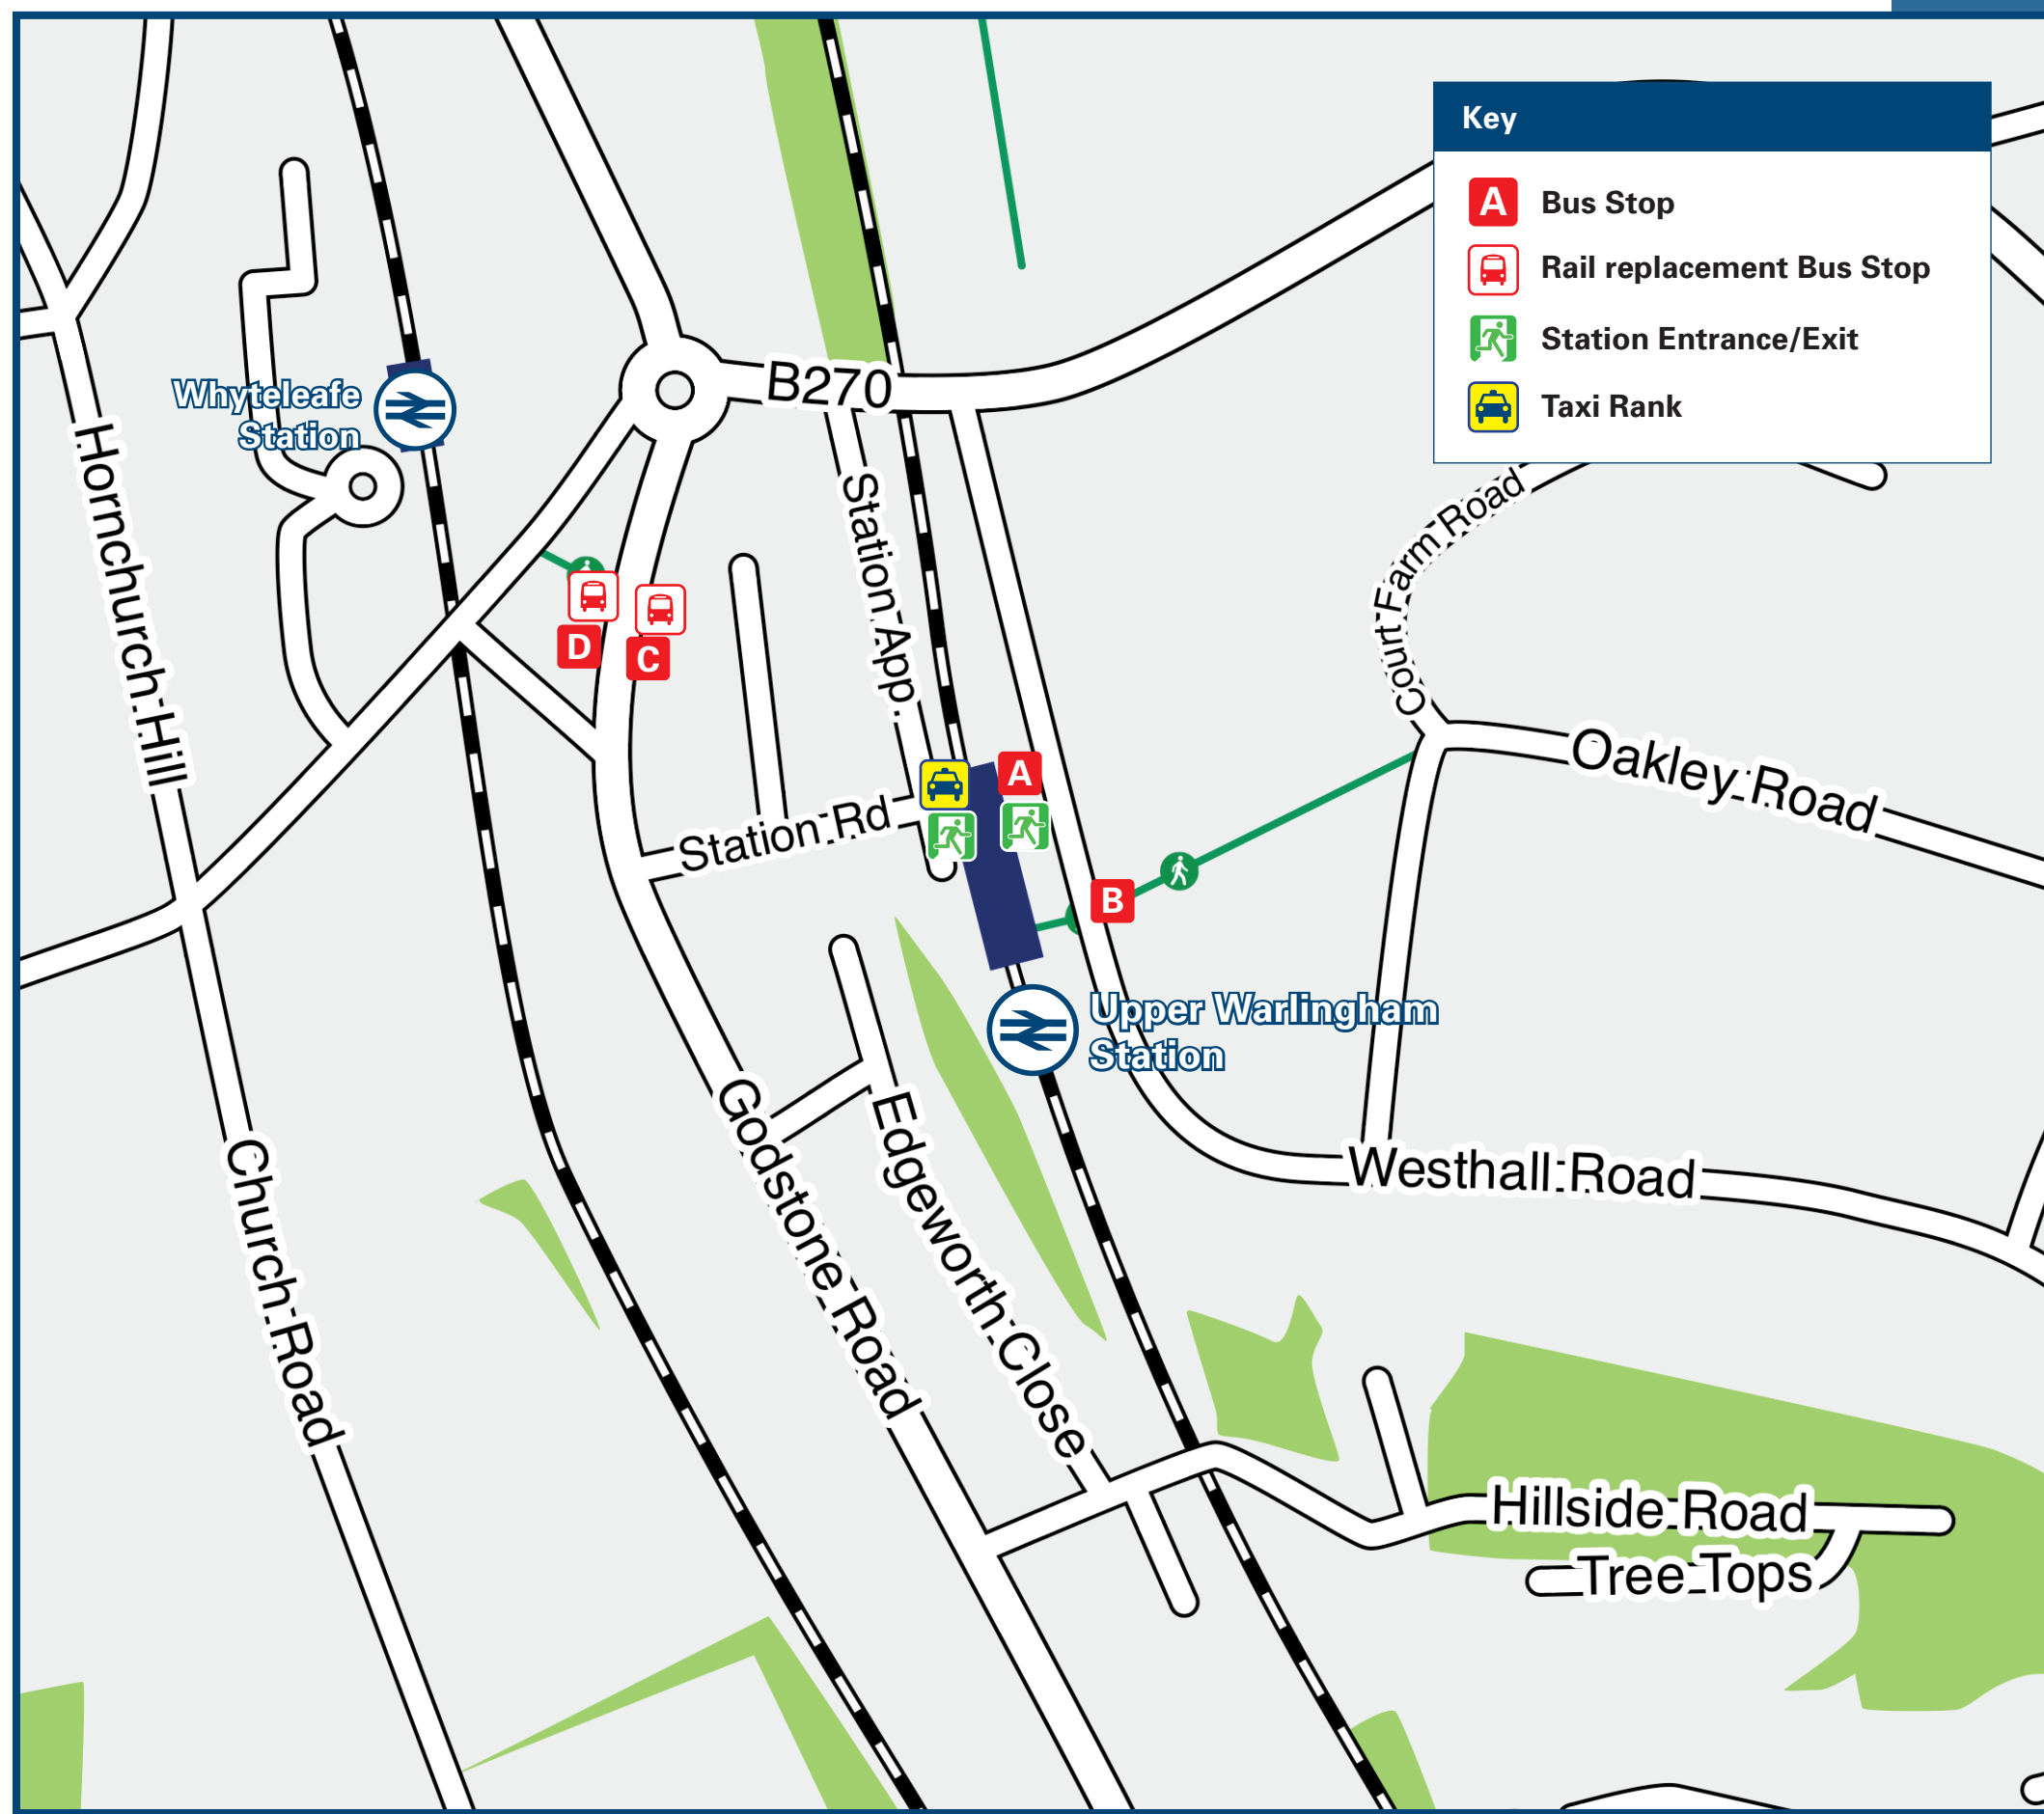 Key
A
Bus Stop
Rail replacement Bus Stop
Station Entrance/Exit
Taxi Rank
B270
Whyteleafe
Station
Hornchurch Hill
Station App.
Court Farm Road
D
C
Oakley Road
A
Station Rd
B
Upper Warlingham
Station
Godstone Road
Edgeworth Close
Church Road
Westhall Road
Hillside Road
Tree Tops